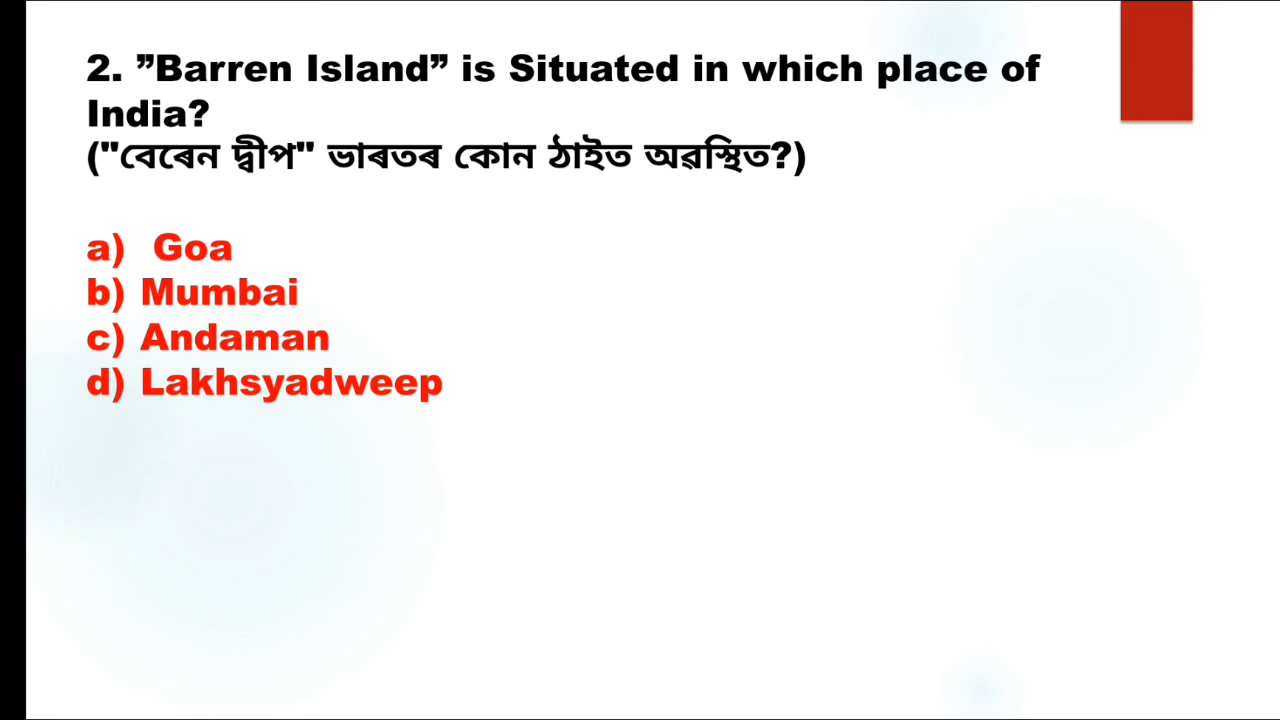 2. ”Barren Island” is Situated in which place of
India?
("বেৰেন দ্বীপ" ভাৰতৰ কোন ঠাইত অৱস্থিত?)
a) Goa
b) Mumbai
c) Andaman
d) Lakhsyadweep